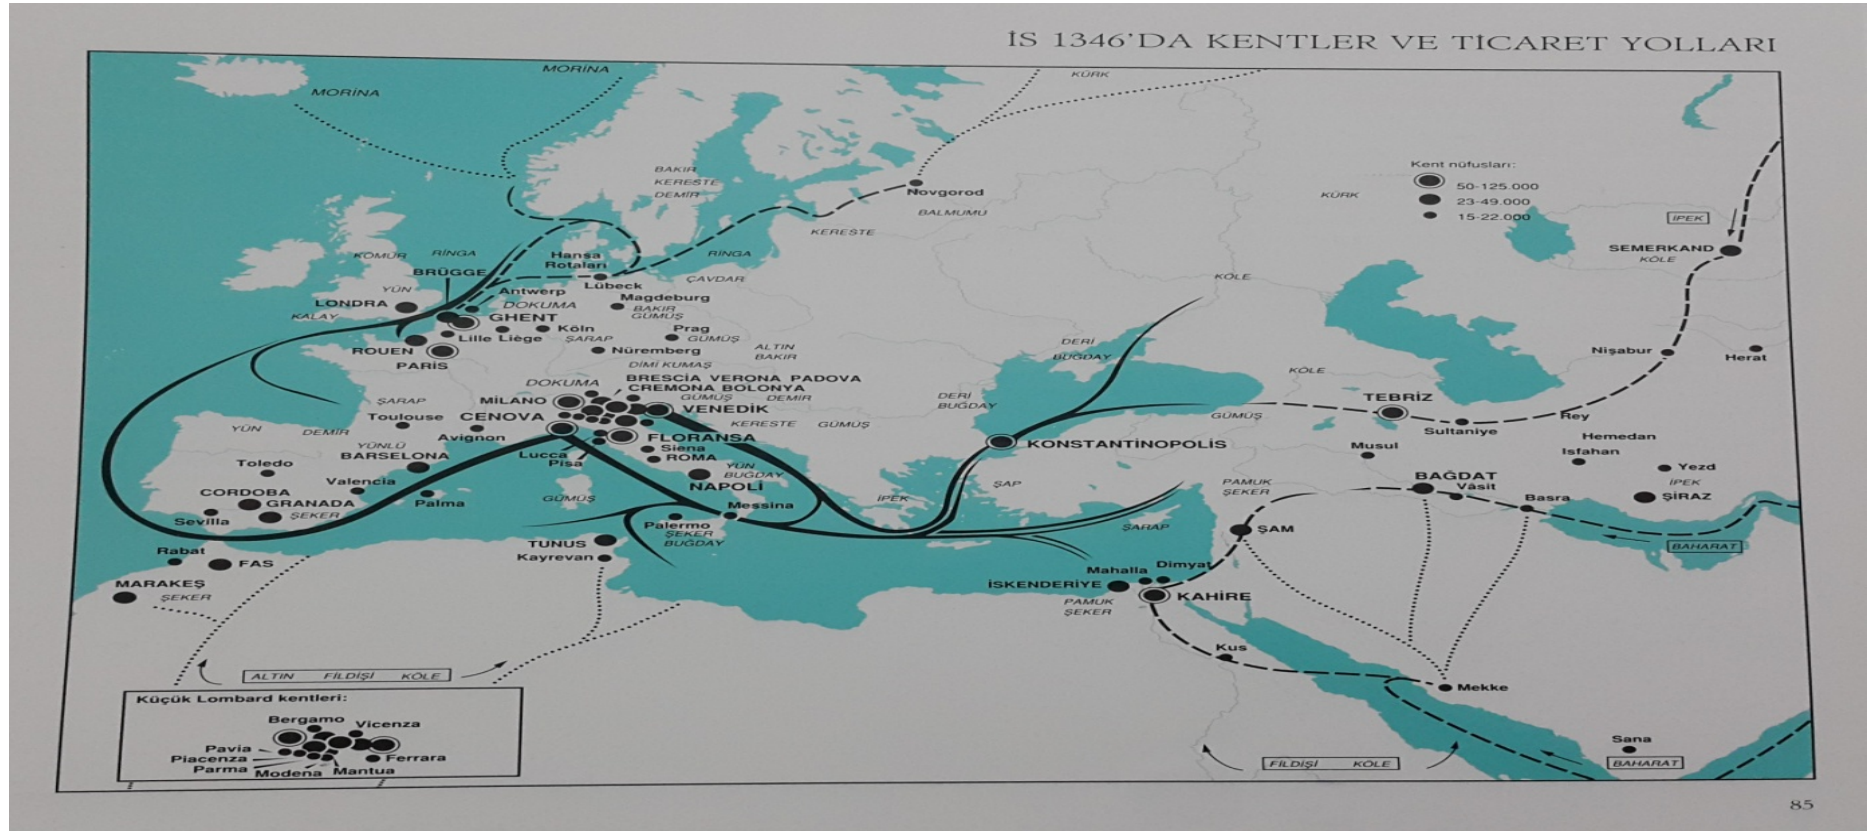 İS 1346'DA KENTLER VE TİCARET YOLLARI
MORİNA
MORİNA
KÜRK
BAKIR
KERESTE
DEMİR
Novgorod
BALMUMU
KERESTE
KÜRK
Kent nüfusları:
50-125.000
23-49.000
15-22.000
İPEK
SEMERKAND
KÖLE
KÖMÜR
RİNGA
BRÜGGE
Hansa
Rotaları
Lübeck
RİNGA
ÇAVDAR
KÖLE
YÜN
LONDRA
KALAY
Antwerp
DOKUMA
GHENT
Magdeburg
BAKIR
GÜMÜŞ
Lille
Liège
Köln
ŞARAP
Prag
GÜMÜŞ
ROUEN
PARİS
Nüremberg
ALTIN
BAKIR
DERİ
BUĞDAY
Nişabur
Herat
DİMİ KUMAŞ
DOKUMA
BRESCİA VERONA PADOVA
CREMONA BOLONYA
KÖLE
MİLANO
CENOVA
GÜMÜŞ
DEMİR
VENEDİK
DERİ
BUĞDAY
TEBRİZ
ŞARAP
Toulouse
Avignon
KERESTE
GÜMÜŞ
GÜMÜŞ
Sultaniye
Rey
YÜN
DEMİR
YÜNLÜ
BARSELONA
FLORANSA
Siena
ROMA
Lucca
Pisa
KONSTANTİNOPOLİS
Musul
Hemedan
Isfahan
Yezd
İPEK
ŞİRAZ
Toledo
Valencia
Palma
YÜN
BUĞDAY
NAPOLİ
BAĞDAT
Vâsit
Basra
CORDOBA
GRANADA
ŞEKER
Sevilla
GÜMÜŞ
Messina
Palermo
ŞEKER
BUĞDAY
İPEK
ŞAP
PAMUK
ŞEKER
ŞARAP
ŞAM
BAHARAT
Rabat
FAS
TUNUS
Kayrevan
MARAKEŞ
ŞEKER
Mahalla
Dimyat
İSKENDERİYE
KAHİRE
PAMUK
ŞEKER
Kus
Mekke
ALTIN FİLDİŞİ KÖLE
Sana
FİLDİŞİ KÖLE
BAHARAT
Küçük Lombard kentleri:
Bergamo
Vicenza
Pavia
Piacenza
Parma
Modena
Mantua
Ferrara
85